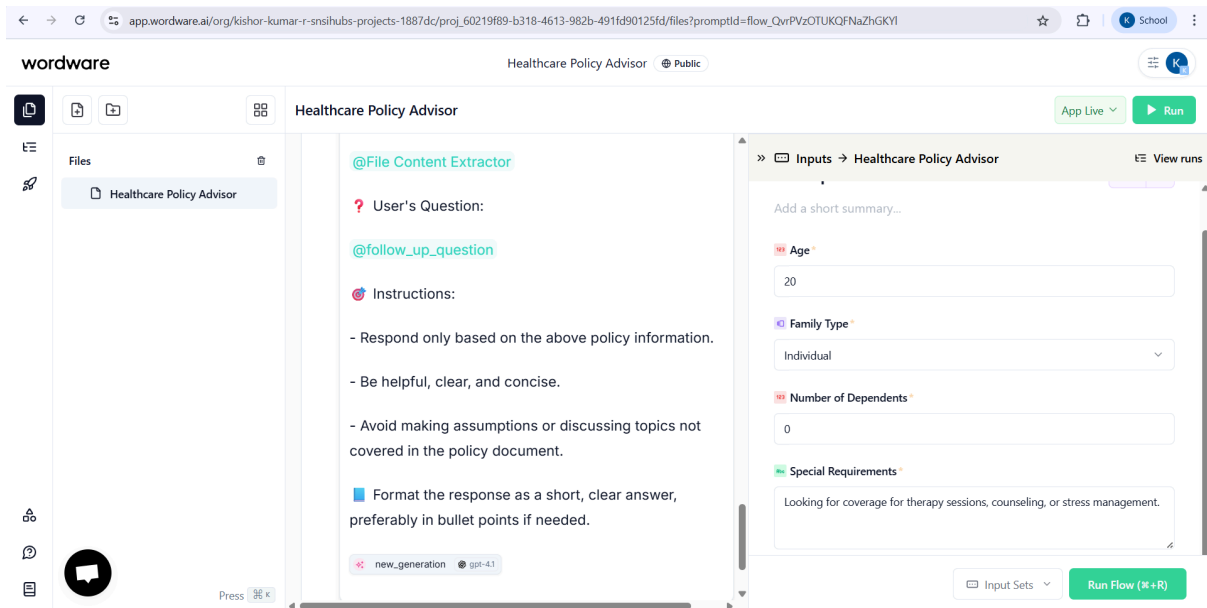 app.wordware.ai/org/kishor-kumar-r-snsihubs-projects-1887dc/proj_60219f89-b318-4613-982b-491fd90125fd/files?promptId=flow_QvrPVzOTUKQFNaZhGKYl
K School
wordware
Healthcare Policy Advisor Public
K
Healthcare Policy Advisor
App Live
Run
Files
Healthcare Policy Advisor
Press ⌘ K
@File Content Extractor
❓ User's Question:
@follow_up_question
🎯 Instructions:
- Respond only based on the above policy information.
- Be helpful, clear, and concise.
- Avoid making assumptions or discussing topics not
covered in the policy document.
📘 Format the response as a short, clear answer,
preferably in bullet points if needed.
new_generation gpt-4.1
Inputs → Healthcare Policy Advisor
View runs
Add a short summary...
123 Age*
20
Family Type*
Individual
123 Number of Dependents*
0
Abc Special Requirements*
Looking for coverage for therapy sessions, counseling, or stress management.
Input Sets
Run Flow (⌘+R)